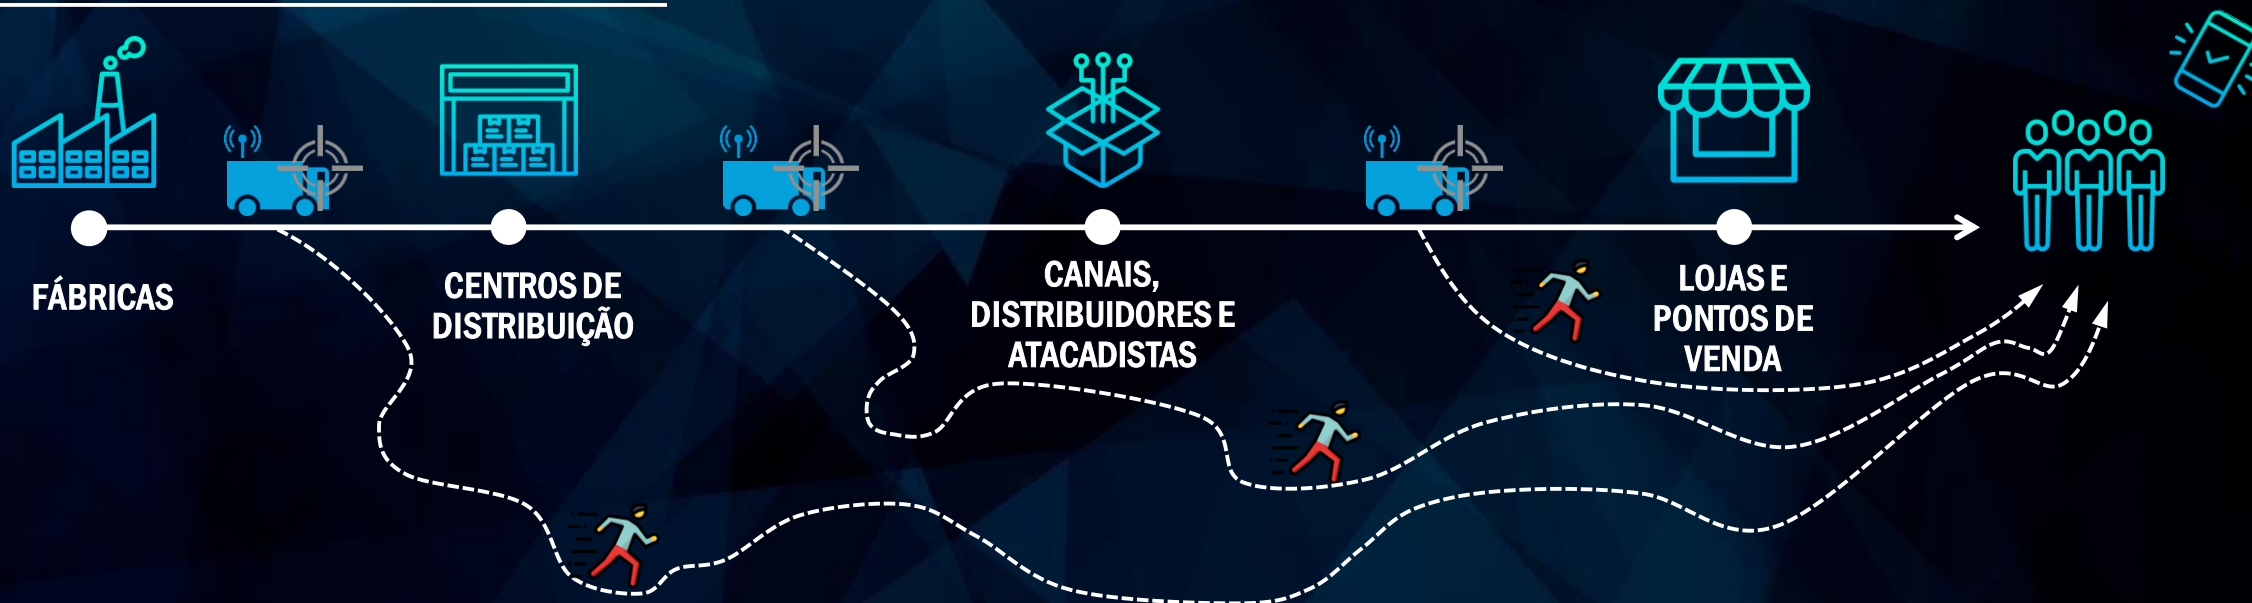 FÁBRICAS
CENTROS DE
DISTRIBUIÇÃO
CANAIS,
DISTRIBUIDORES E
ATACADISTAS
LOJAS E
PONTOS DE
VENDA